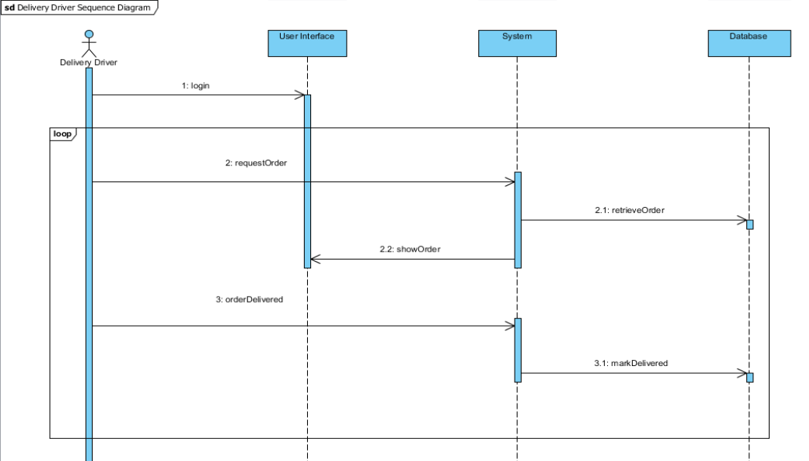 sd Delivery Driver Sequence Diagram
User Interface
System
Database
Delivery Driver
1: login
loop
2: requestOrder
2.1: retrieveOrder
2.2: showOrder
3: orderDelivered
3.1: markDelivered